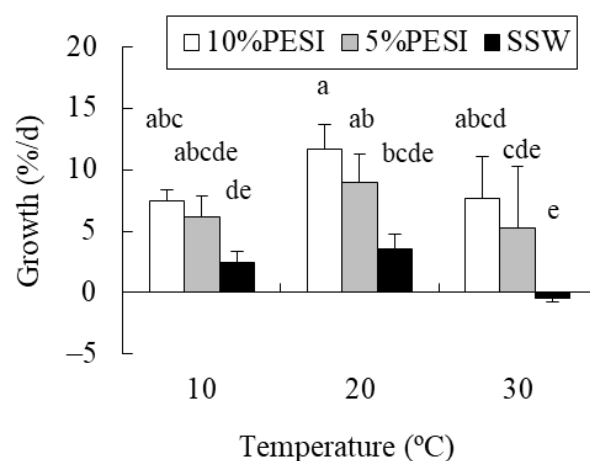 20
10%PESI 5%PESI SSW
a
abc ab abcd
abcde bcde cde
de e
15
10
5
0
–5
Growth (%/d)
10 20 30
Temperature (ºC)